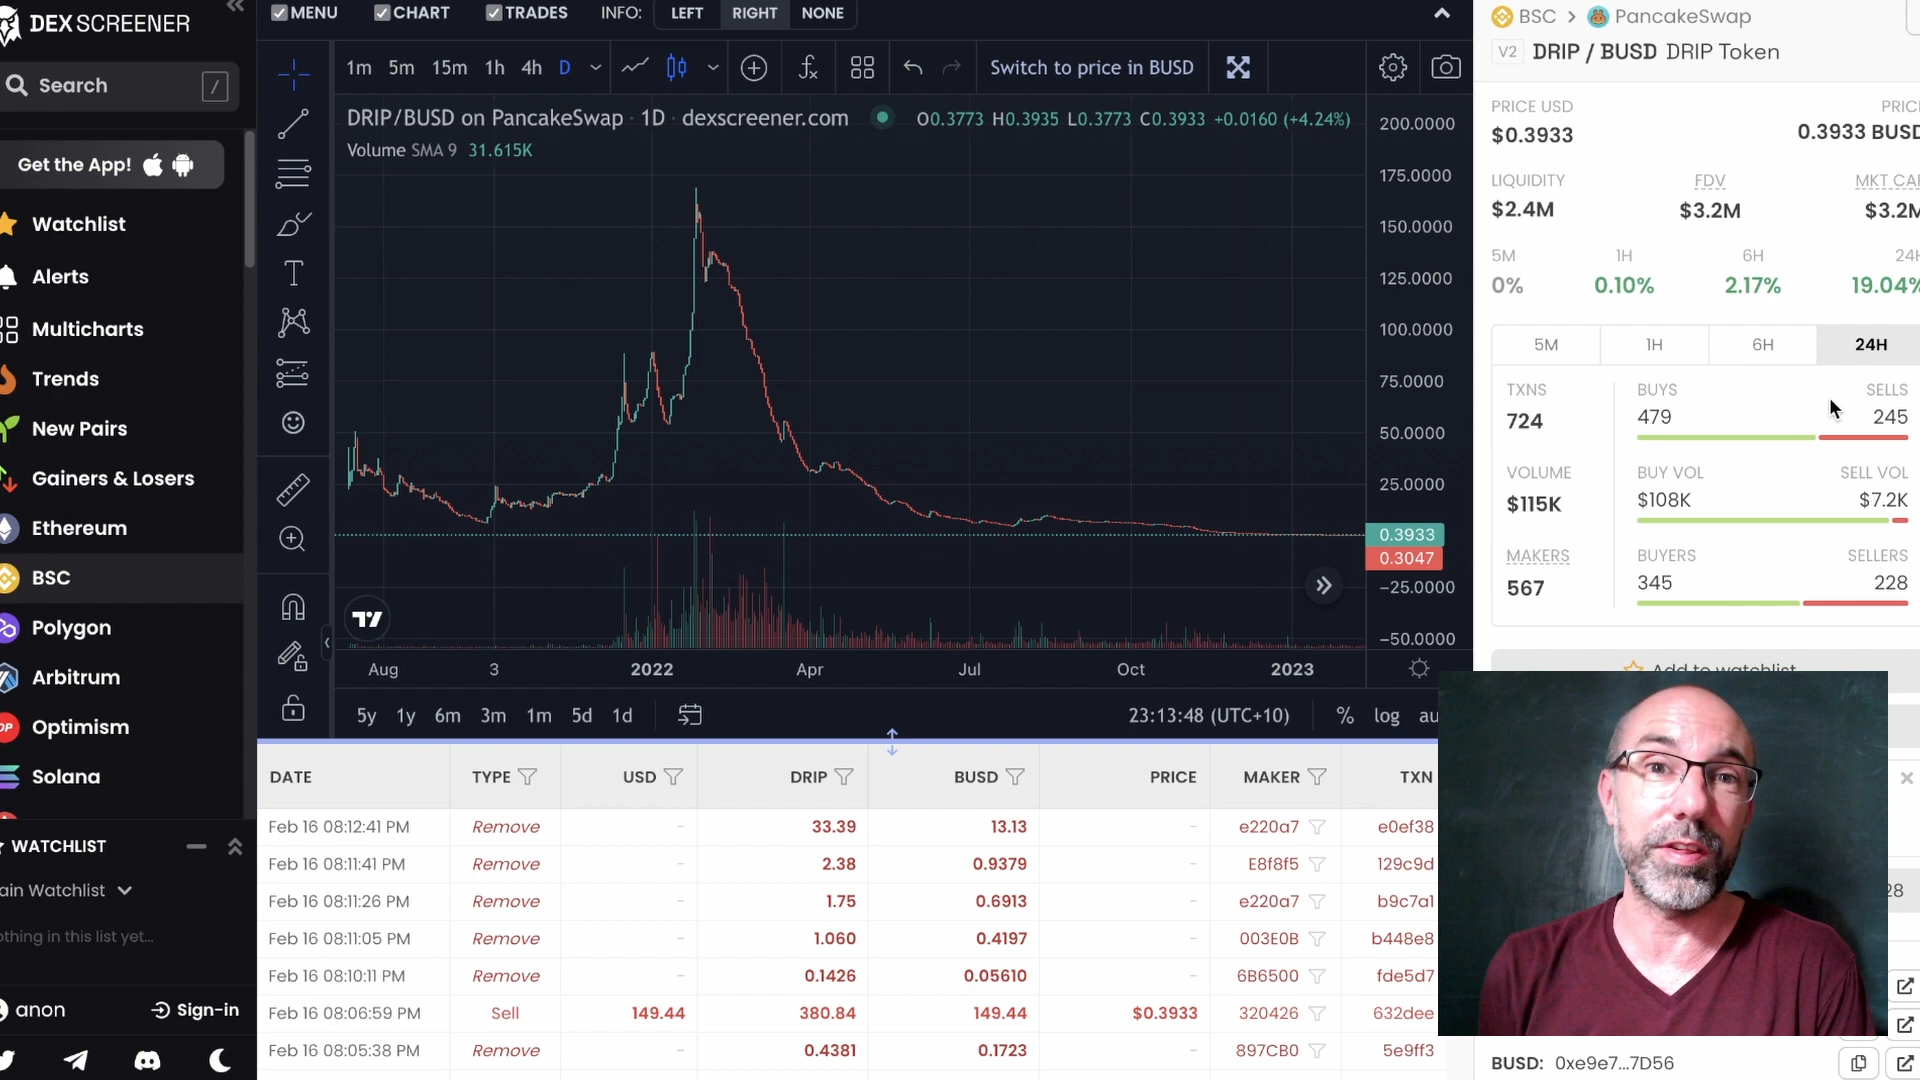 DEX SCREENER
Search /
Get the App!
Watchlist
Alerts
Multicharts
Trends
New Pairs
Gainers & Losers
Ethereum
BSC
Polygon
Arbitrum
Optimism
Solana
WATCHLIST
ain Watchlist
othing in this list yet...
anon Sign-in
MENU CHART TRADES INFO: LEFT RIGHT NONE
1m 5m 15m 1h 4h D Switch to price in BUSD
DRIP/BUSD on PancakeSwap · 1D · dexscreener.com O0.3773 H0.3935 L0.3773 C0.3933 +0.0160 (+4.24%)
Volume SMA 9 31.615K
200.0000
175.0000
150.0000
125.0000
100.0000
75.0000
50.0000
25.0000
0.3933
0.3047
−25.0000
−50.0000
Aug 3 2022 Apr Jul Oct 2023
5y 1y 6m 3m 1m 5d 1d 23:13:48 (UTC+10) % log au
DATE TYPE USD DRIP BUSD PRICE MAKER TXN
Feb 16 08:12:41 PM Remove - 33.39 13.13 - e220a7 e0ef38
Feb 16 08:11:41 PM Remove - 2.38 0.9379 - E8f8f5 129c9d
Feb 16 08:11:26 PM Remove - 1.75 0.6913 - e220a7 b9c7a1
Feb 16 08:11:05 PM Remove - 1.060 0.4197 - 003E0B b448e8
Feb 16 08:10:11 PM Remove - 0.1426 0.05610 - 6B6500 fde5d7
Feb 16 08:06:59 PM Sell 149.44 380.84 149.44 $0.3933 320426 632dee
Feb 16 08:05:38 PM Remove - 0.4381 0.1723 - 897CB0 5e9ff3
BSC > PancakeSwap
V2 DRIP / BUSD DRIP Token
PRICE USD PRIC
$0.3933 0.3933 BUSD
LIQUIDITY FDV MKT CAP
$2.4M $3.2M $3.2M
5M 1H 6H 24H
0% 0.10% 2.17% 19.04%
5M 1H 6H 24H
TXNS BUYS SELLS
724 479 245
VOLUME BUY VOL SELL VOL
$115K $108K $7.2K
MAKERS BUYERS SELLERS
567 345 228
Add to watchlist
28
BUSD: 0xe9e7...7D56